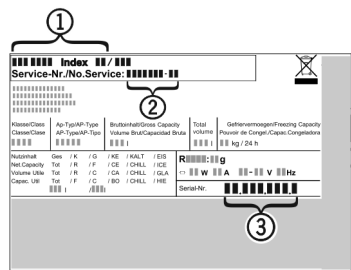 1
Index /
Service-Nr./No.Service: -
2
Klasse/Class Ap-Typ/AP-Type Bruttoinhalt/Gross Capacity Total Gefriervermoegen/Freezing Capacity
Classe/Clase AP-Type/AP-Tipo Volume Brut/Capacidad Bruta volume Pouvoir de Congel./Capac.Congeladora
l l kg / 24 h
Nutzinhalt Ges / K / G / KE / KALT / EIS
Net.Capacity Tot / R / F / CE / CHILL / ICE
Volume Utile Tot / R / C / CA / CHILL / GLA
Capac. Util Tot / F / C / BO / CHILL / HIE
l / l
R : g
W A - V Hz
Serial-Nr. , , ,
3